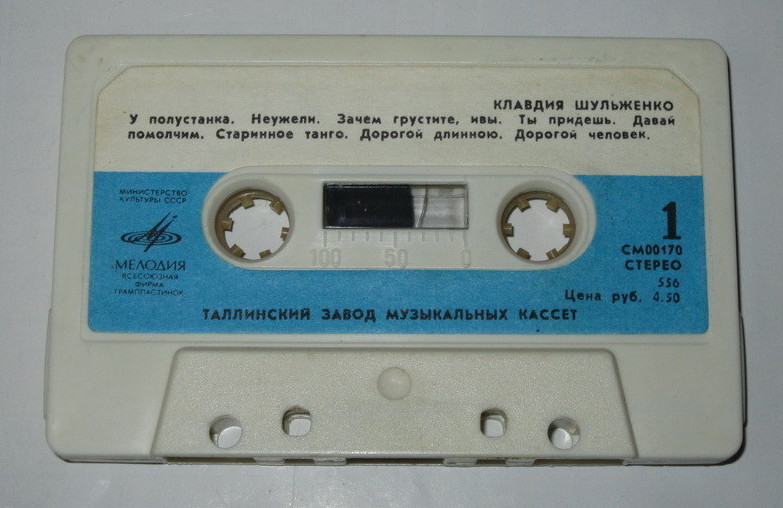 КЛАВДИЯ ШУЛЬЖЕНКО
У полустанка. Неужели. Зачем грустите, ивы. Ты придешь. Давай
помолчим. Старинное танго. Дорогой длинною. Дорогой человек.
МИНИСТЕРСТВО
КУЛЬТУРЫ СССР
МЕЛОДИЯ
ВСЕСОЮЗНАЯ
ФИРМА
ГРАМПЛАСТИНОК
100 50 0
1
СМ00170
СТЕРЕО
556
Цена руб. 4.50
ТАЛЛИНСКИЙ ЗАВОД МУЗЫКАЛЬНЫХ КАССЕТ